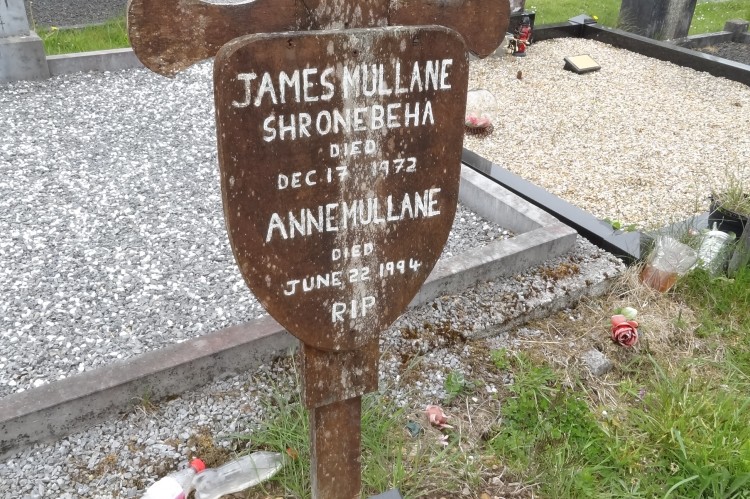 JAMES MULLANE
SHRONEBEHA
DIED
DEC. 17 1972
ANNE MULLANE
DIED
JUNE 22 1994
RIP